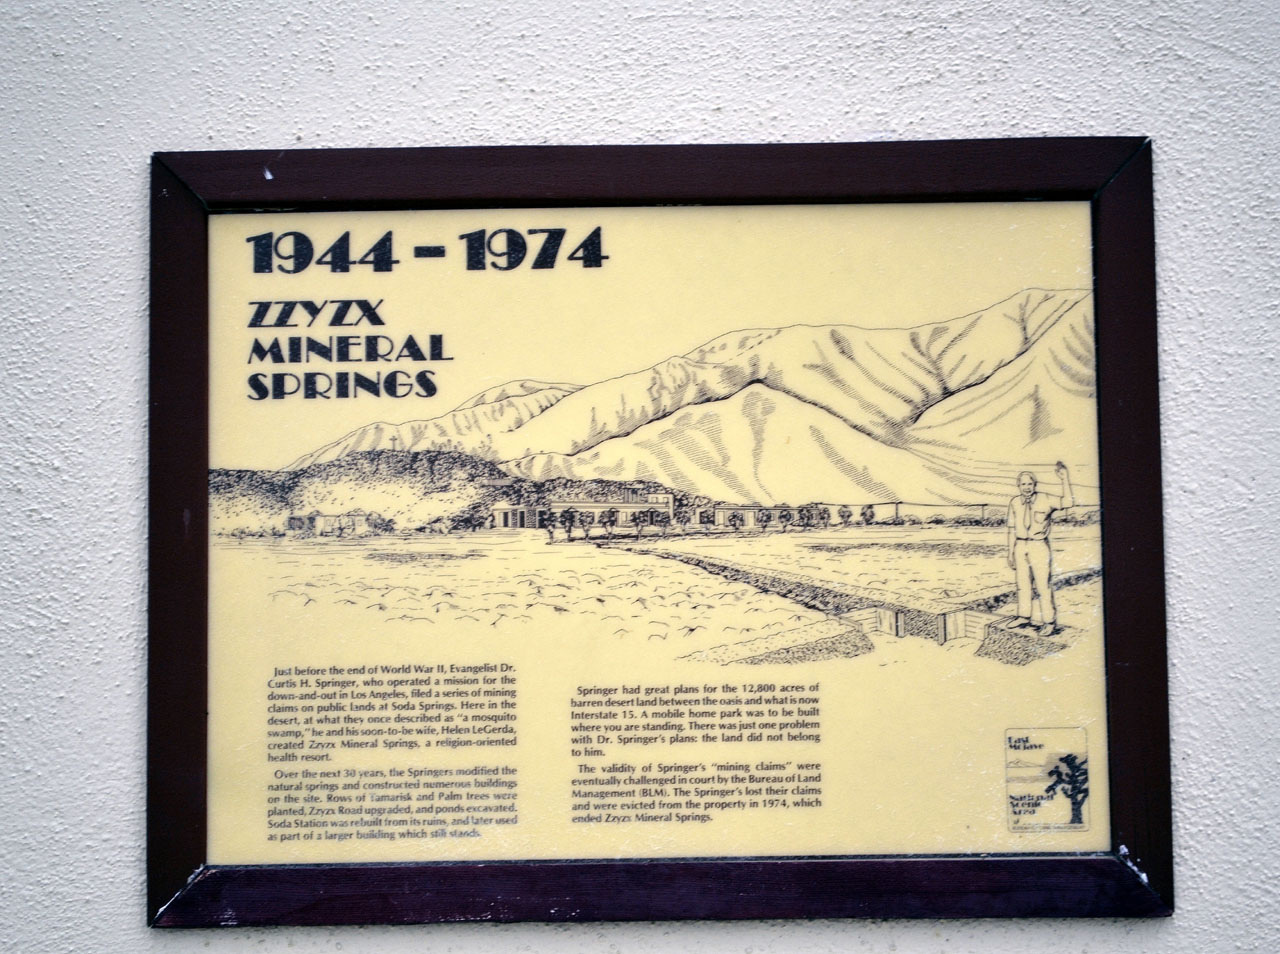 1944 – 1974
ZZYZX
MINERAL
SPRINGS
Just before the end of World War II, Evangelist Dr.
Curtis H. Springer, who operated a mission for the
down-and-out in Los Angeles, filed a series of mining
claims on public lands at Soda Springs. Here in the
desert, at what they once described as "a mosquito
swamp," he and his soon-to-be wife, Helen LeGerda,
created Zzyzx Mineral Springs, a religion-oriented
health resort.
Over the next 30 years, the Springers modified the
natural springs and constructed numerous buildings
on the site. Rows of Tamarisk and Palm trees were
planted, Zzyzx Road upgraded, and ponds excavated.
Soda Station was rebuilt from its ruins, and later used
as part of a larger building which still stands.
Springer had great plans for the 12,800 acres of
barren desert land between the oasis and what is now
Interstate 15. A mobile home park was to be built
where you are standing. There was just one problem
with Dr. Springer's plans: the land did not belong
to him.
The validity of Springer's "mining claims" were
eventually challenged in court by the Bureau of Land
Management (BLM). The Springer's lost their claims
and were evicted from the property in 1974, which
ended Zzyzx Mineral Springs.
East
Mojave
National
Scenic
Area